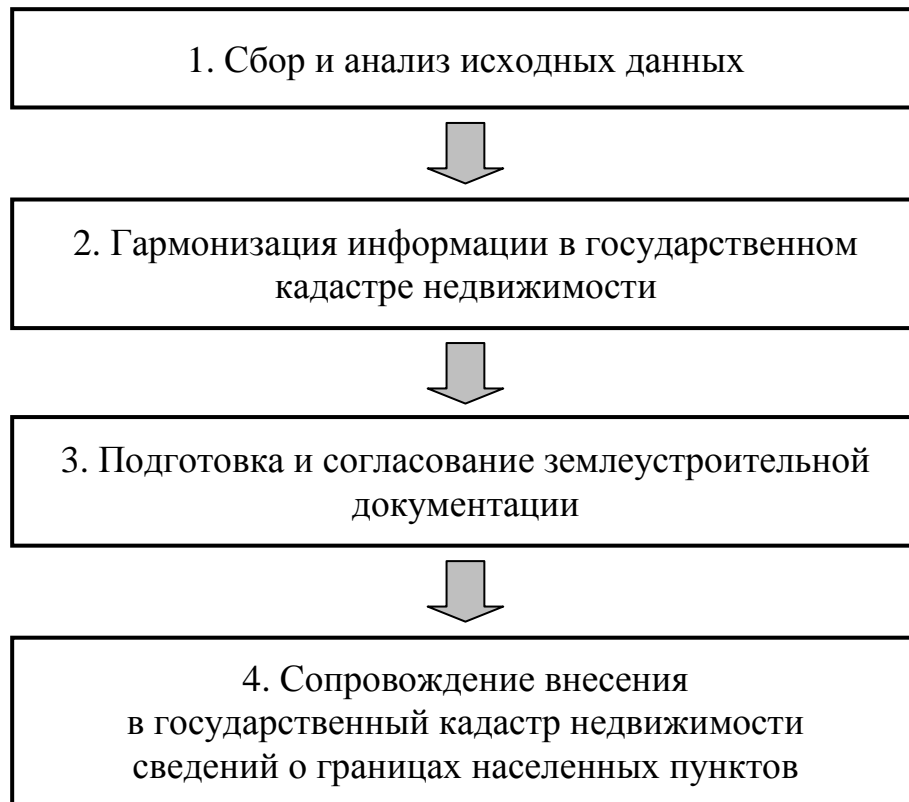 1. Сбор и анализ исходных данных
2. Гармонизация информации в государственном
кадастре недвижимости
3. Подготовка и согласование землеустроительной
документации
4. Сопровождение внесения
в государственный кадастр недвижимости
сведений о границах населенных пунктов